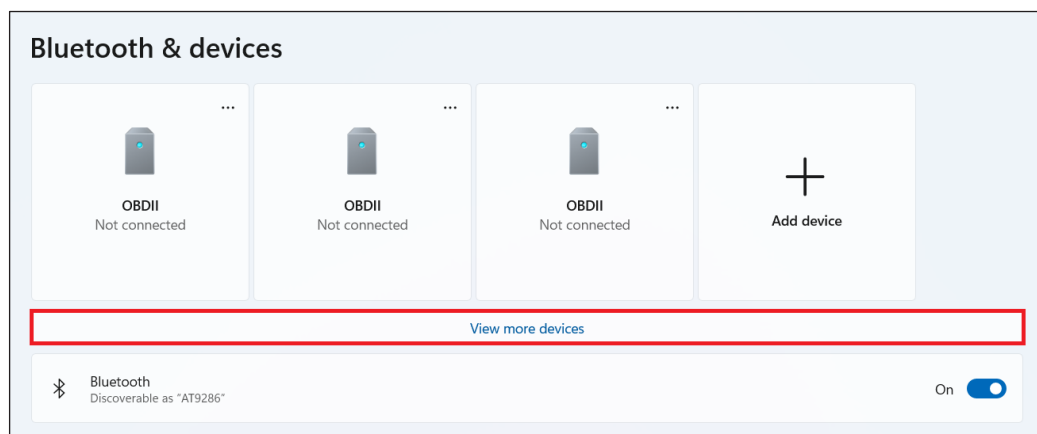 Bluetooth & devices
...
...
...
OBDII
Not connected
OBDII
Not connected
OBDII
Not connected
Add device
View more devices
Bluetooth
Discoverable as "AT9286"
On